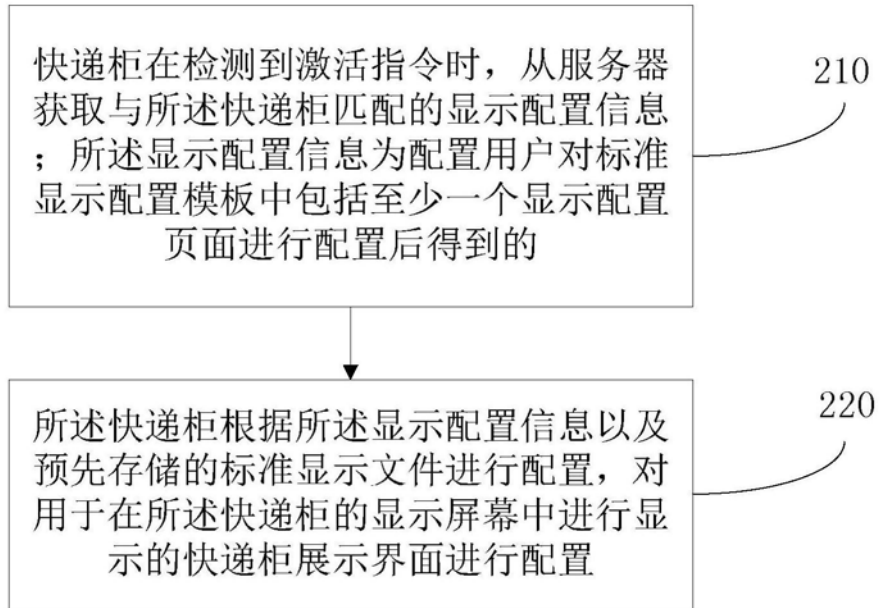 快递柜在检测到激活指令时，从服务器
获取与所述快递柜匹配的显示配置信息
；所述显示配置信息为配置用户对标准
显示配置模板中包括至少一个显示配置
页面进行配置后得到的
210
所述快递柜根据所述显示配置信息以及
预先存储的标准显示文件进行配置，对
用于在所述快递柜的显示屏幕中进行显
示的快递柜展示界面进行配置
220